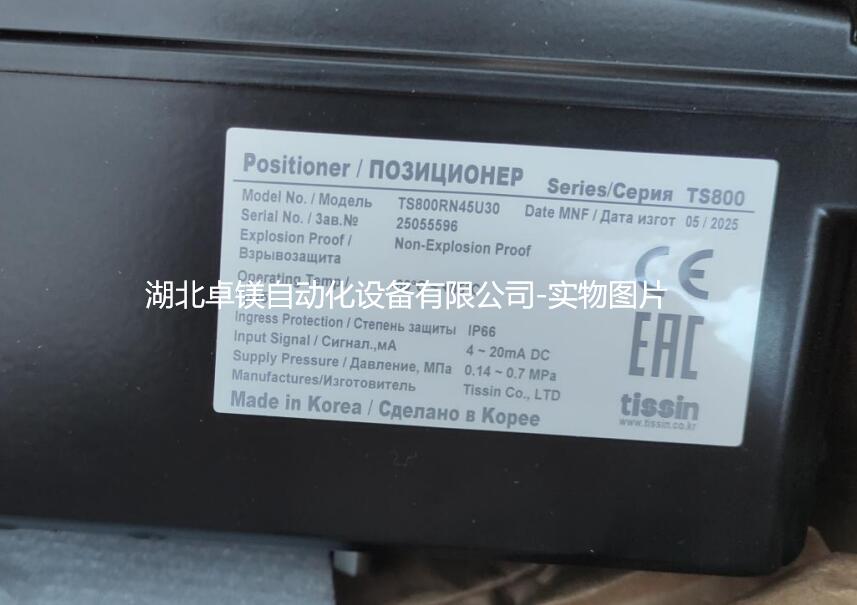 Positioner / ПОЗИЦИОНЕР Series/Серия TS800
Model No. / Модель TS800RN45U30 Date MNF / Дата изгот 05 / 2025
Serial No. / Зав.№ 25055596
Explosion Proof / Non-Explosion Proof
Взрывозащита
Operating Temp /
湖北卓镁自动化设备有限公司-实物图片
Ingress Protection / Степень защиты IP66
Input Signal / Сигнал.,мА 4 ~ 20mA DC
Supply Pressure / Давление, МПа 0.14 ~ 0.7 MPa
Manufactures/Изготовитель Tissin Co., LTD
Made in Korea / Сделано в Корее
CE
EAC
tissin
www.tissin.co.kr